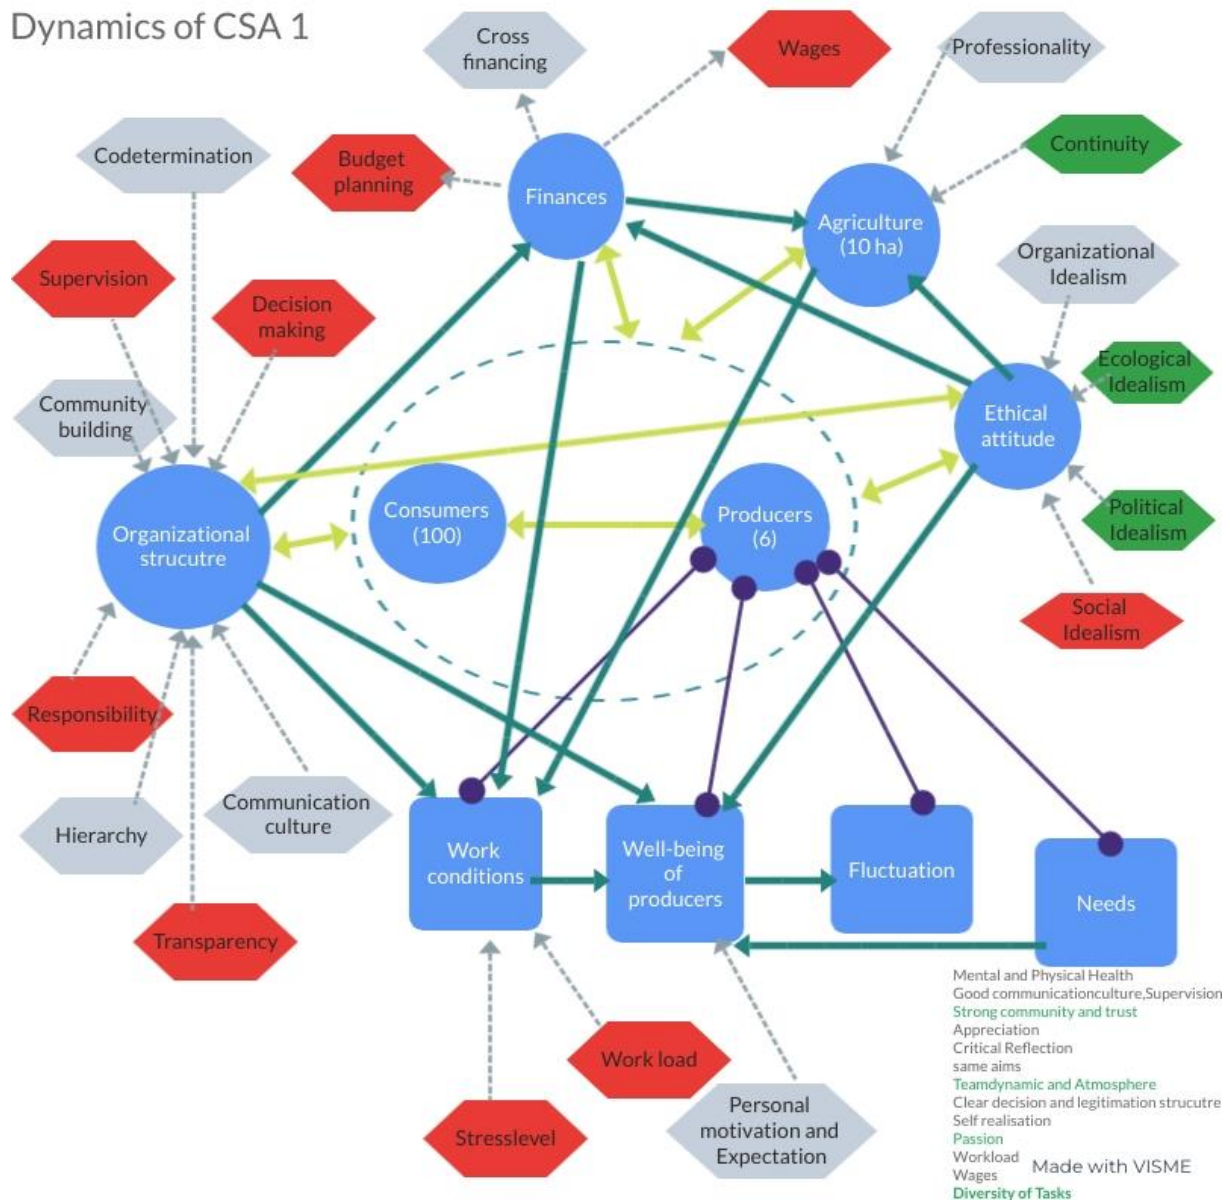 Dynamics of CSA 1
Cross
financing
Wages
Professionality
Codetermination
Budget
planning
Continuity
Finances
Agriculture
(10 ha)
Organizational
Idealism
Supervision
Decision
making
Ecological
Idealism
Community
building
Ethical
attitude
Consumers
(100)
Producers
(6)
Political
Idealism
Organizational
strucutre
Social
Idealism
Responsibility
Communication
culture
Hierarchy
Work
conditions
Well-being
of
producers
Fluctuation
Needs
Transparency
Mental and Physical Health
Good communicationculture,Supervision
Strong community and trust
Appreciation
Critical Reflection
same aims
Teamdynamic and Atmosphere
Clear decision and legitimation strucutre
Self realisation
Passion
Workload
Wages
Diversity of Tasks
Work load
Stresslevel
Personal
motivation and
Expectation
Made with VISME